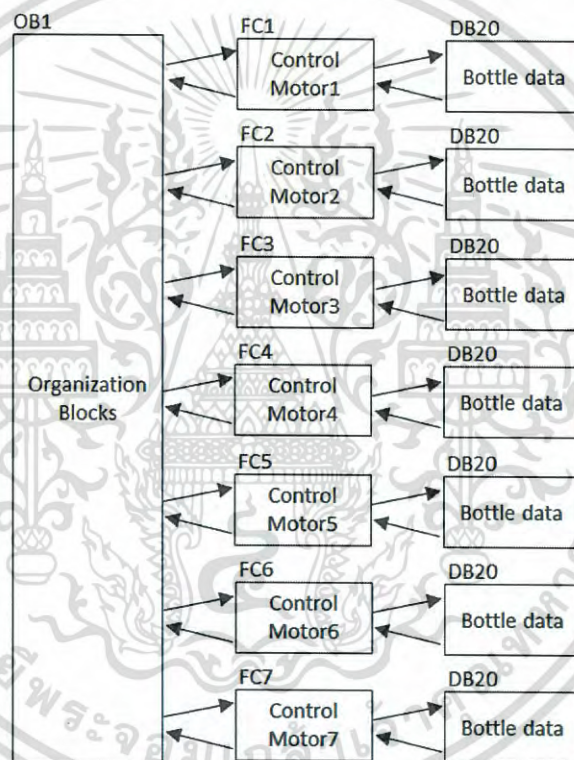 OB1
Organization
Blocks
FC1
Control
Motor1
DB20
Bottle data
FC2
Control
Motor2
DB20
Bottle data
FC3
Control
Motor3
DB20
Bottle data
FC4
Control
Motor4
DB20
Bottle data
FC5
Control
Motor5
DB20
Bottle data
FC6
Control
Motor6
DB20
Bottle data
FC7
Control
Motor7
DB20
Bottle data